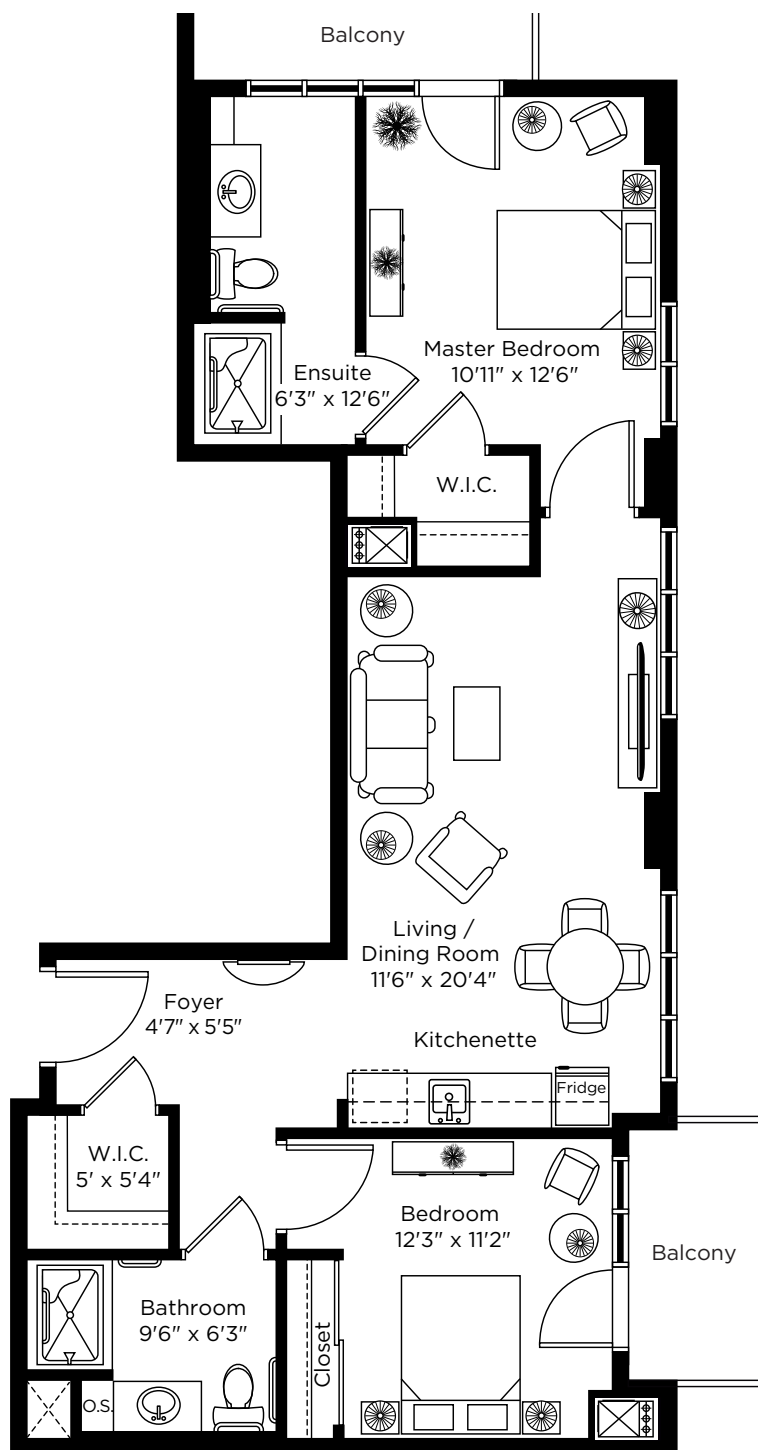 Balcony
Master Bedroom
10'11" x 12'6"
Ensuite
6'3" x 12'6"
W.I.C.
Living /
Dining Room
11'6" x 20'4"
Foyer
4'7" x 5'5"
Kitchenette
Fridge
W.I.C.
5' x 5'4"
Bedroom
12'3" x 11'2"
Balcony
Bathroom
9'6" x 6'3"
Closet
O.S.